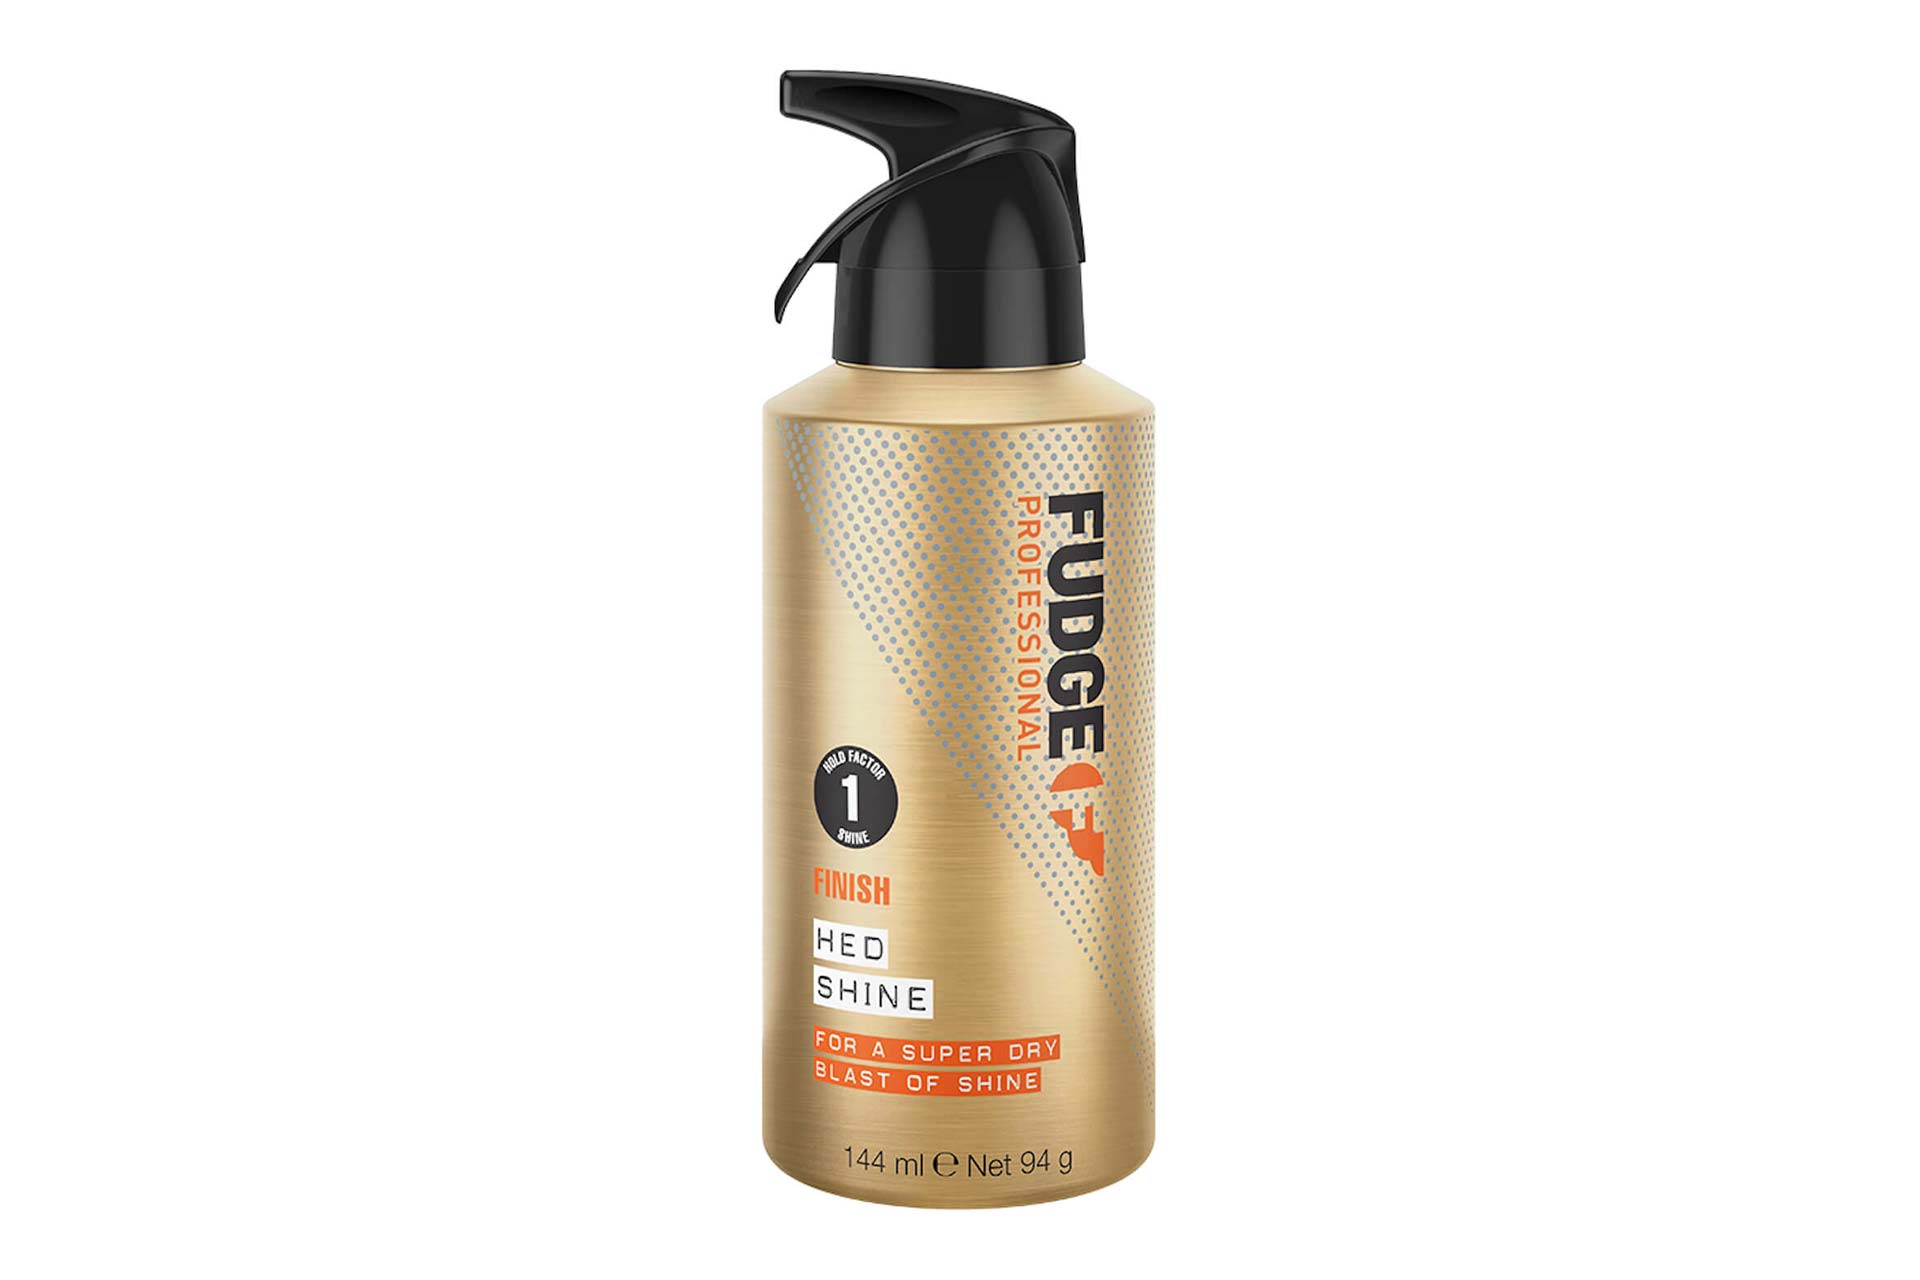 FUDGE
PROFESSIONAL
HOLD FACTOR
1
SHINE
FINISH
HED
SHINE
FOR A SUPER DRY
BLAST OF SHINE
144 ml ℮ Net 94 g